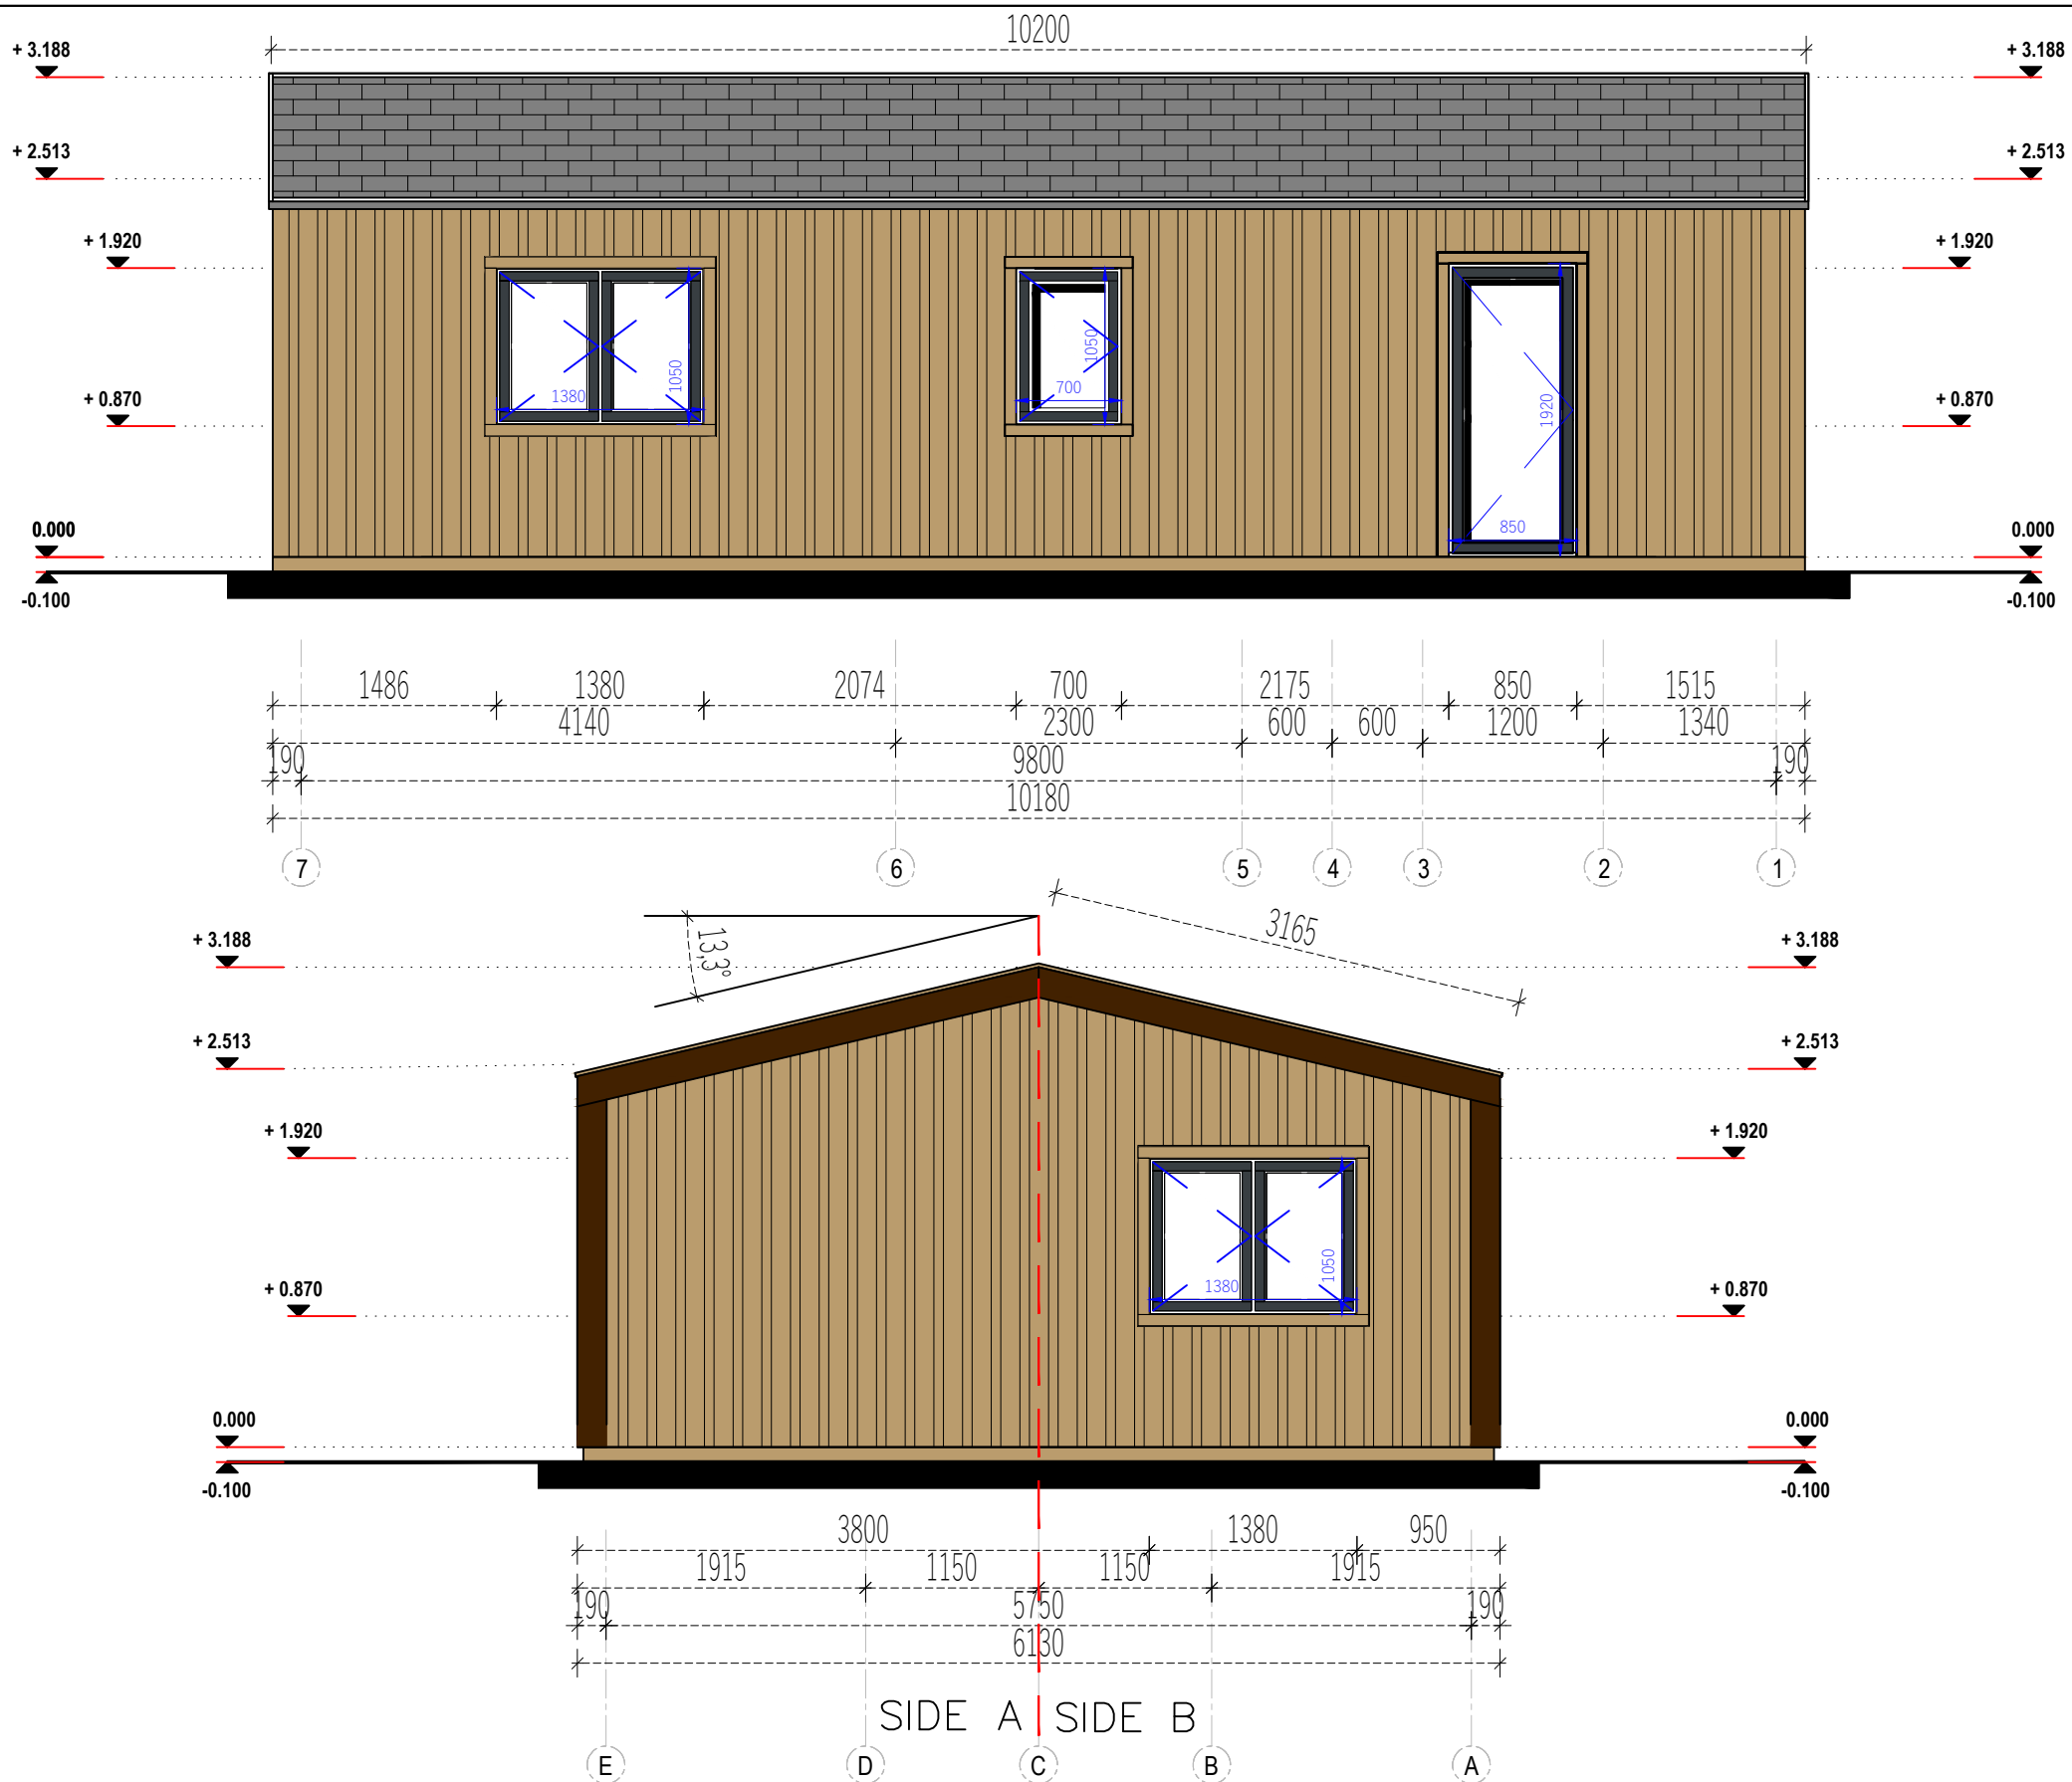 10200
+ 3.188 + 3.188
+ 2.513 + 2.513
+ 1.920 + 1.920
1050 1050
1380 700 1920
+ 0.870 + 0.870
850
0.000 0.000
-0.100 -0.100
1486 1380 2074 700 2175 850 1515
4140 2300 600 600 1200 1340
190 9800 190
10180
7 6 5 4 3 2 1
13,3° 3165
+ 3.188 + 3.188
+ 2.513 + 2.513
+ 1.920 + 1.920
1380 1050
+ 0.870 + 0.870
0.000 0.000
-0.100 -0.100
3800 1380 950
1915 1150 1150 1915
190 5750 190
6130
SIDE A SIDE B
E D C B A